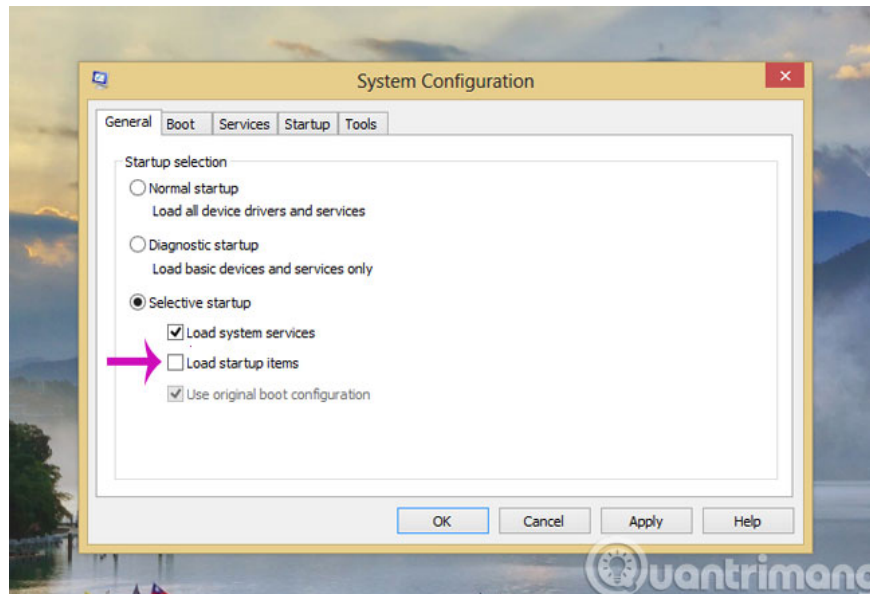 System Configuration
General Boot Services Startup Tools
Startup selection
Normal startup
Load all device drivers and services
Diagnostic startup
Load basic devices and services only
Selective startup
Load system services
Load startup items
Use original boot configuration
OK Cancel Apply Help
Quantrimang